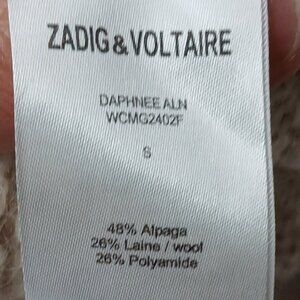 ZADIG&VOLTAIRE
DAPHNEE ALN
WCMG2402F
S
48% Alpaga
26% Laine / wool
26% Polyamide